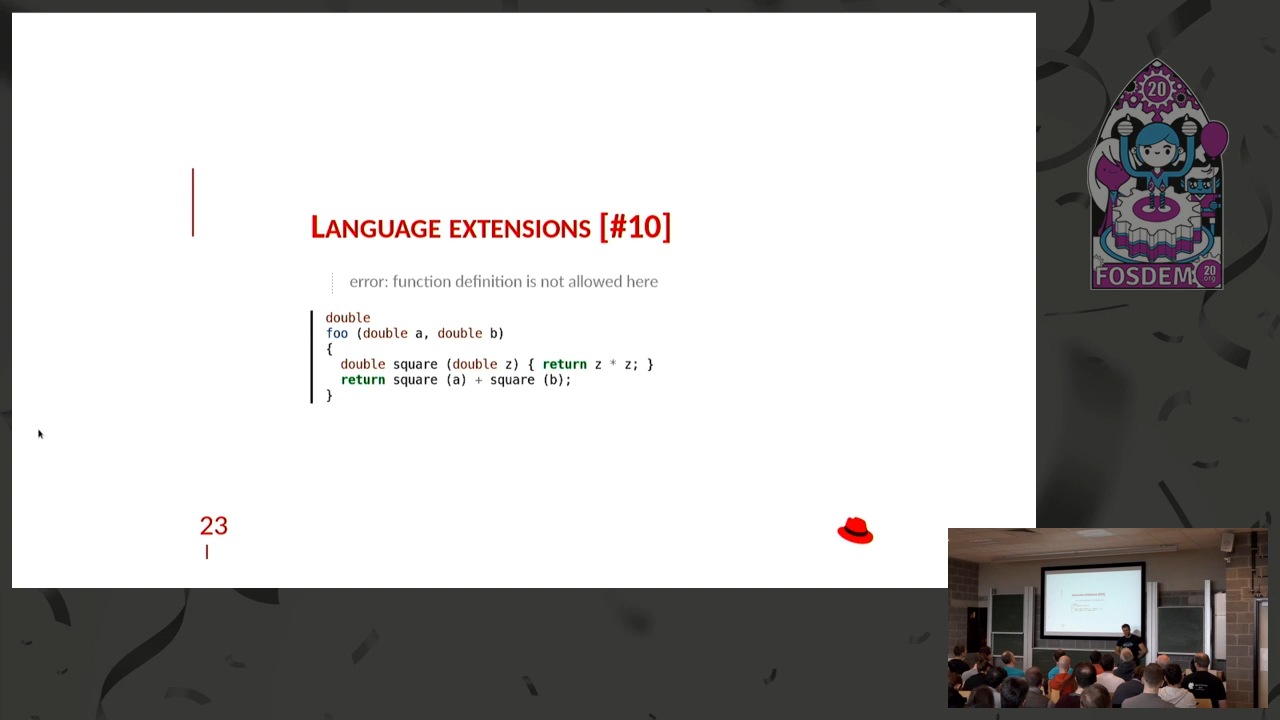 LANGUAGE EXTENSIONS [#10]
error: function definition is not allowed here
double
foo (double a, double b)
{
  double square (double z) { return z * z; }
  return square (a) + square (b);
}
23
20
FOSDEM
20
org